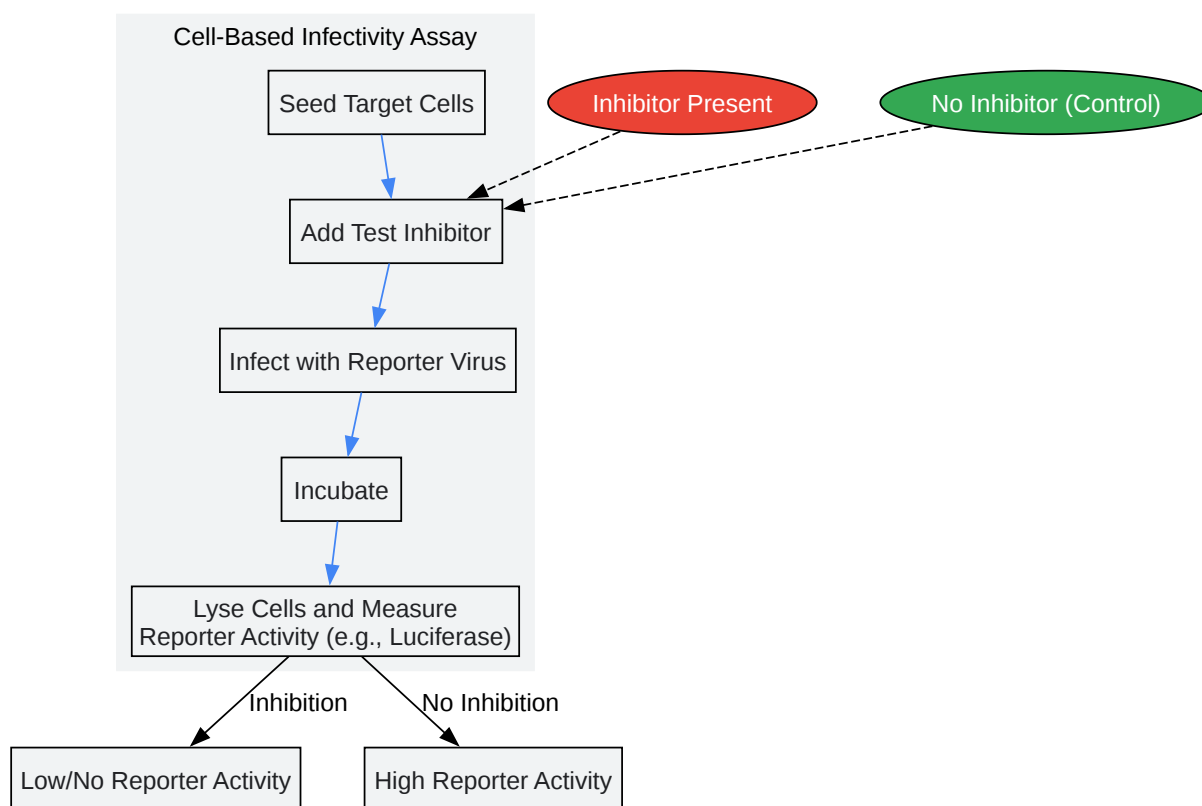 Cell-Based Infectivity Assay
Seed Target Cells
Inhibitor Present
No Inhibitor (Control)
Add Test Inhibitor
Infect with Reporter Virus
Incubate
Lyse Cells and Measure
Reporter Activity (e.g., Luciferase)
Inhibition
No Inhibition
Low/No Reporter Activity
High Reporter Activity